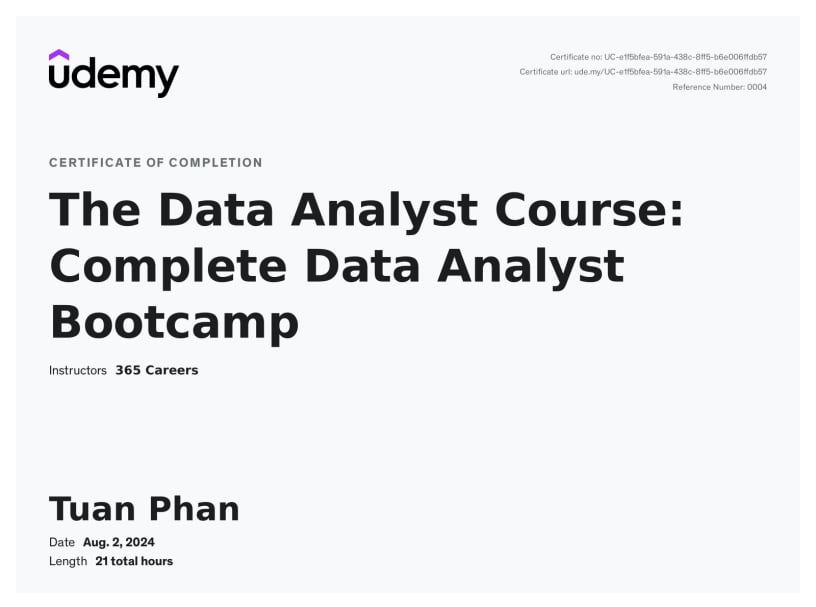 udemy
Certificate no: UC-e1f5bfea-591a-438c-8ff5-b6e006ffdb57
Certificate url: ude.my/UC-e1f5bfea-591a-438c-8ff5-b6e006ffdb57
Reference Number: 0004
CERTIFICATE OF COMPLETION
The Data Analyst Course:
Complete Data Analyst
Bootcamp
Instructors 365 Careers
Tuan Phan
Date Aug. 2, 2024
Length 21 total hours